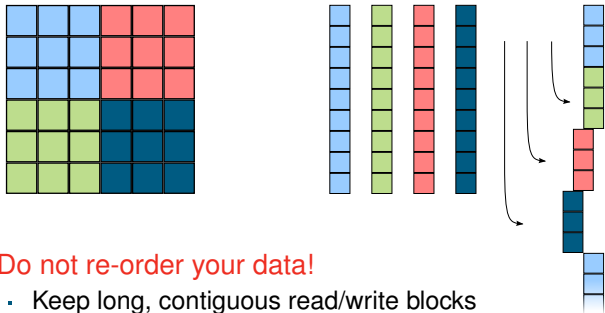 Do not re-order your data!
Keep long, contiguous read/write blocks